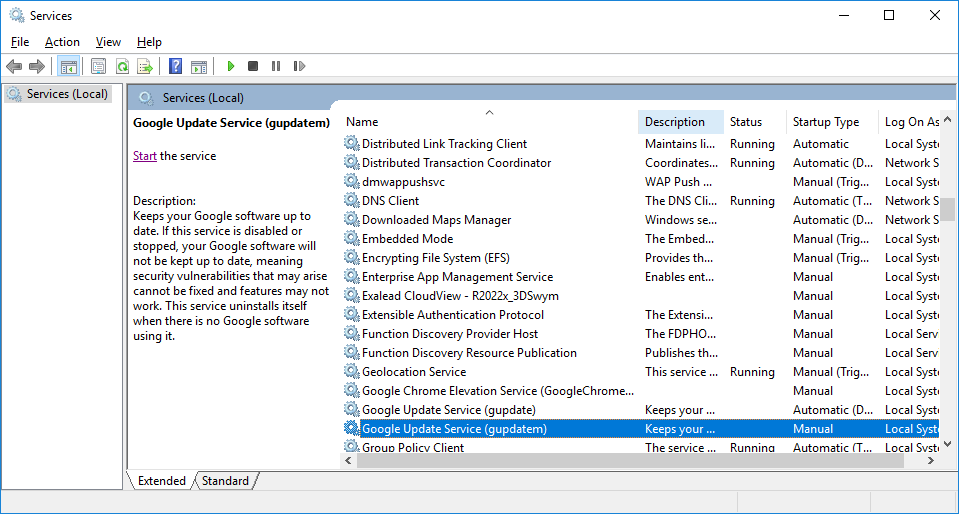 Services
File Action View Help
Services (Local)
Services (Local)
Google Update Service (gupdatem)
Start the service
Description:
Keeps your Google software up to
date. If this service is disabled or
stopped, your Google software will
not be kept up to date, meaning
security vulnerabilities that may arise
cannot be fixed and features may not
work. This service uninstalls itself
when there is no Google software
using it.
Name Description Status Startup Type Log On As
Distributed Link Tracking Client Maintains li... Running Automatic Local Syste
Distributed Transaction Coordinator Coordinates... Running Automatic (D... Network S
dmwappushsvc WAP Push ... Manual (Trig... Local Syste
DNS Client The DNS Cli... Running Automatic (T... Network S
Downloaded Maps Manager Windows se... Automatic (D... Network S
Embedded Mode The Embed... Manual (Trig... Local Syste
Encrypting File System (EFS) Provides th... Manual (Trig... Local Syste
Enterprise App Management Service Enables ent... Manual Local Syste
Exalead CloudView - R2022x_3DSwym Manual Local Syste
Extensible Authentication Protocol The Extensi... Manual Local Syste
Function Discovery Provider Host The FDPHO... Manual Local Servi
Function Discovery Resource Publication Publishes th... Manual Local Servi
Geolocation Service This service ... Running Manual (Trig... Local Syste
Google Chrome Elevation Service (GoogleChrome... Manual Local Syste
Google Update Service (gupdate) Keeps your ... Automatic (D... Local Syste
Google Update Service (gupdatem) Keeps your ... Manual Local Syste
Group Policy Client The service ... Running Automatic (T... Local Syste
Extended Standard